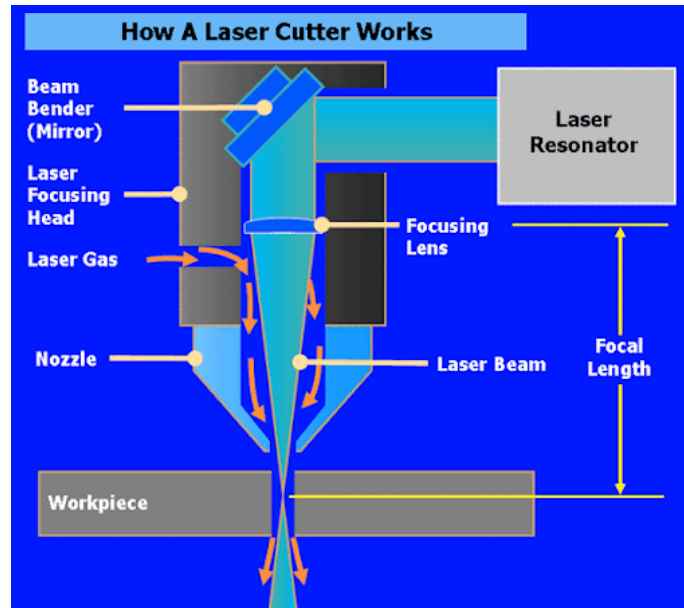 How A Laser Cutter Works
Beam
Bender
(Mirror)
Laser
Resonator
Laser
Focusing
Head
Focusing
Lens
Laser Gas
Nozzle
Laser Beam
Focal
Length
Workpiece